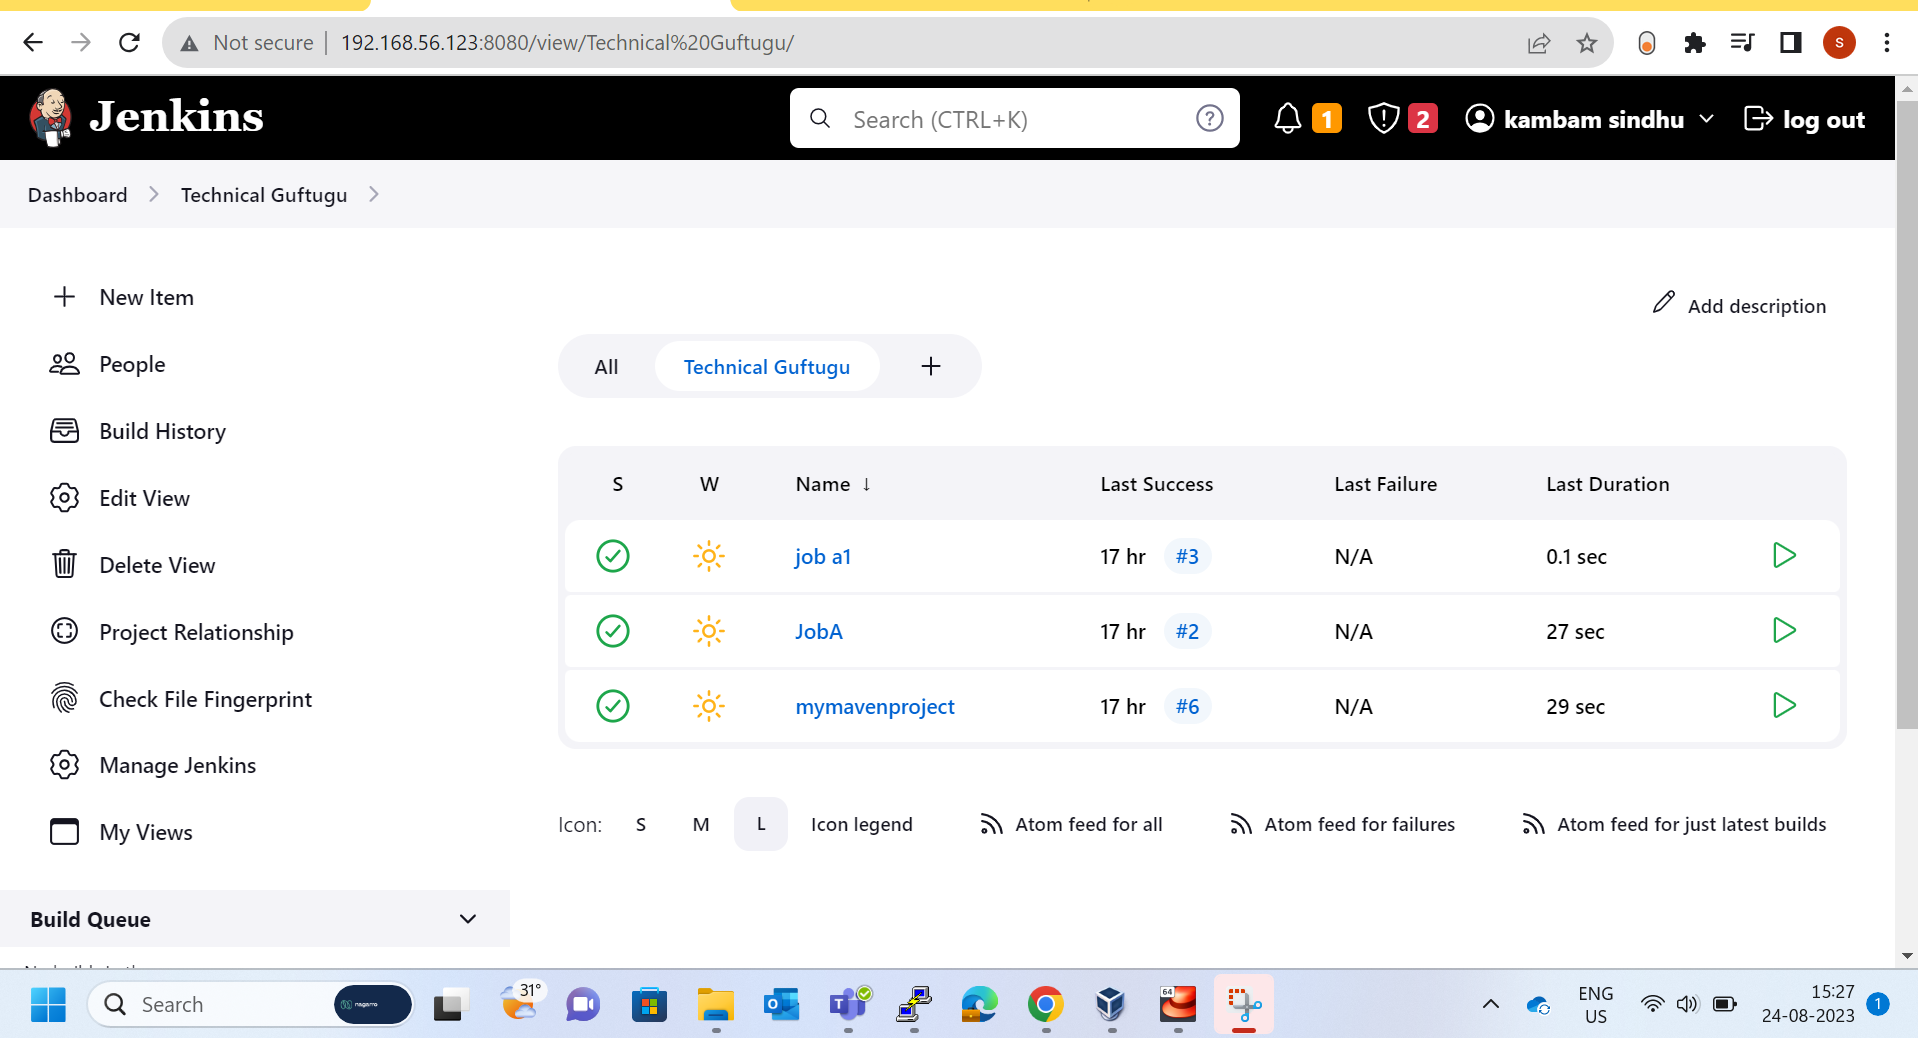 Not secure | 192.168.56.123:8080/view/Technical%20Guftugu/
S
Jenkins
Search (CTRL+K)
1
2
kambam sindhu
log out
Dashboard
Technical Guftugu
New Item
People
Build History
Edit View
Delete View
Project Relationship
Check File Fingerprint
Manage Jenkins
My Views
Build Queue
Add description
All
Technical Guftugu
+
S W Name ↓ Last Success Last Failure Last Duration
job a1 17 hr #3 N/A 0.1 sec
JobA 17 hr #2 N/A 27 sec
mymavenproject 17 hr #6 N/A 29 sec
Icon: S M L Icon legend Atom feed for all Atom feed for failures Atom feed for just latest builds
Search
nagarro
31°
64
ENG
US
15:27
24-08-2023
1